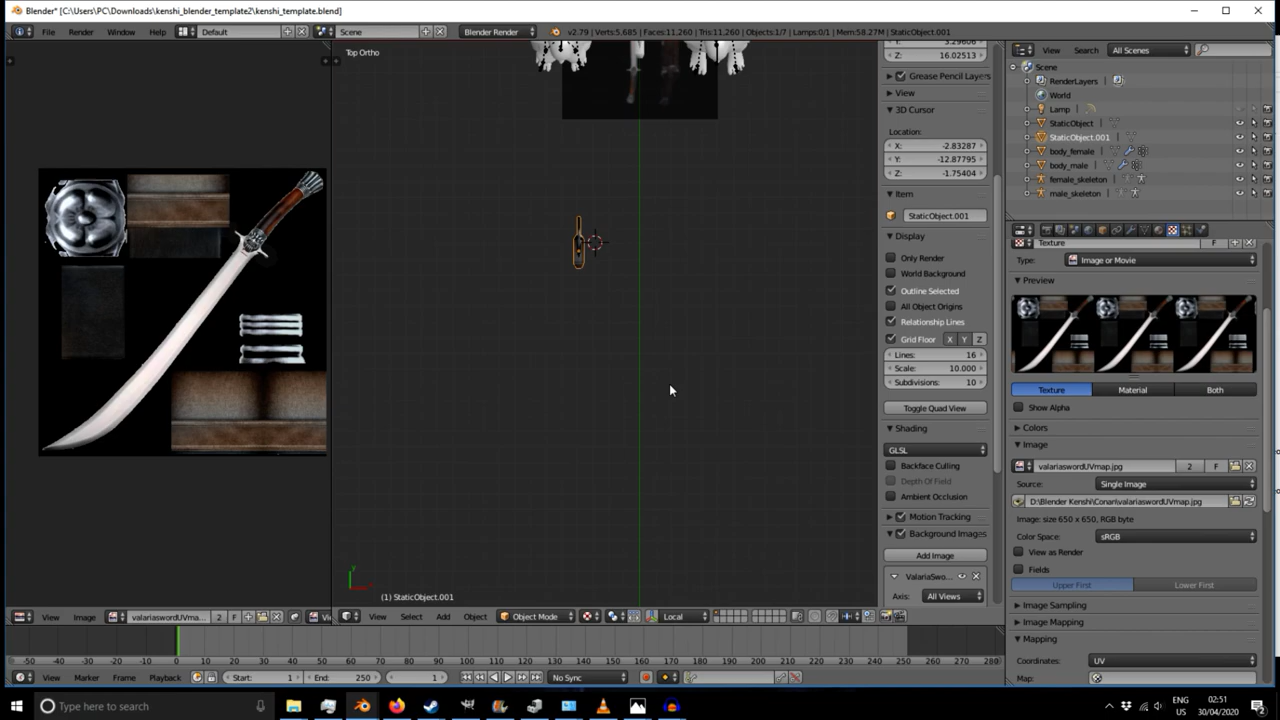 Blender* [C:\Users\PC\Downloads\kenshi_blender_template2\kenshi_template.blend]
File Render Window Help Default Scene Blender Render v2.79 | Verts:5,685 | Faces:11,260 | Tris:11,260 | Objects:1/7 | Lamps:0/1 | Mem:58.27M | StaticObject.001
View Search All Scenes
Top Ortho
Y: 3.29606
Z: 16.02513
Grease Pencil Layers
View
3D Cursor
Location:
X: -2.83287
Y: -12.87795
Z: -1.75404
Item
StaticObject.001
Display
Only Render
World Background
Outline Selected
All Object Origins
Relationship Lines
Grid Floor X Y Z
Lines: 16
Scale: 10.000
Subdivisions: 10
Toggle Quad View
Shading
GLSL
Backface Culling
Depth Of Field
Ambient Occlusion
Motion Tracking
Background Images
Add Image
ValariaSwo...
Axis: All Views
Scene
RenderLayers
World
Lamp
StaticObject
StaticObject.001
body_female
body_male
female_skeleton
male_skeleton
Texture F
Type: Image or Movie
Preview
Texture Material Both
Show Alpha
Colors
Image
valariaswordUVmap.jpg 2 F
Source: Single Image
D:\Blender Kenshi\Conan\valariaswordUVmap.jpg
Image: size 650 x 650, RGB byte
Color Space: sRGB
View as Render
Fields
Upper First Lower First
Image Sampling
Image Mapping
Mapping
Coordinates: UV
Map:
y
(1) StaticObject.001
View Image valariaswordUVma... 2 F Vi
View Select Add Object Object Mode Local
-50 -40 -30 -20 -10 0 10 20 30 40 50 60 70 80 90 100 110 120 130 140 150 160 170 180 190 200 210 220 230 240 250 260 270 280
View Marker Frame Playback Start: 1 End: 250 1 No Sync
Type here to search
ENG
US
02:51
30/04/2020
2